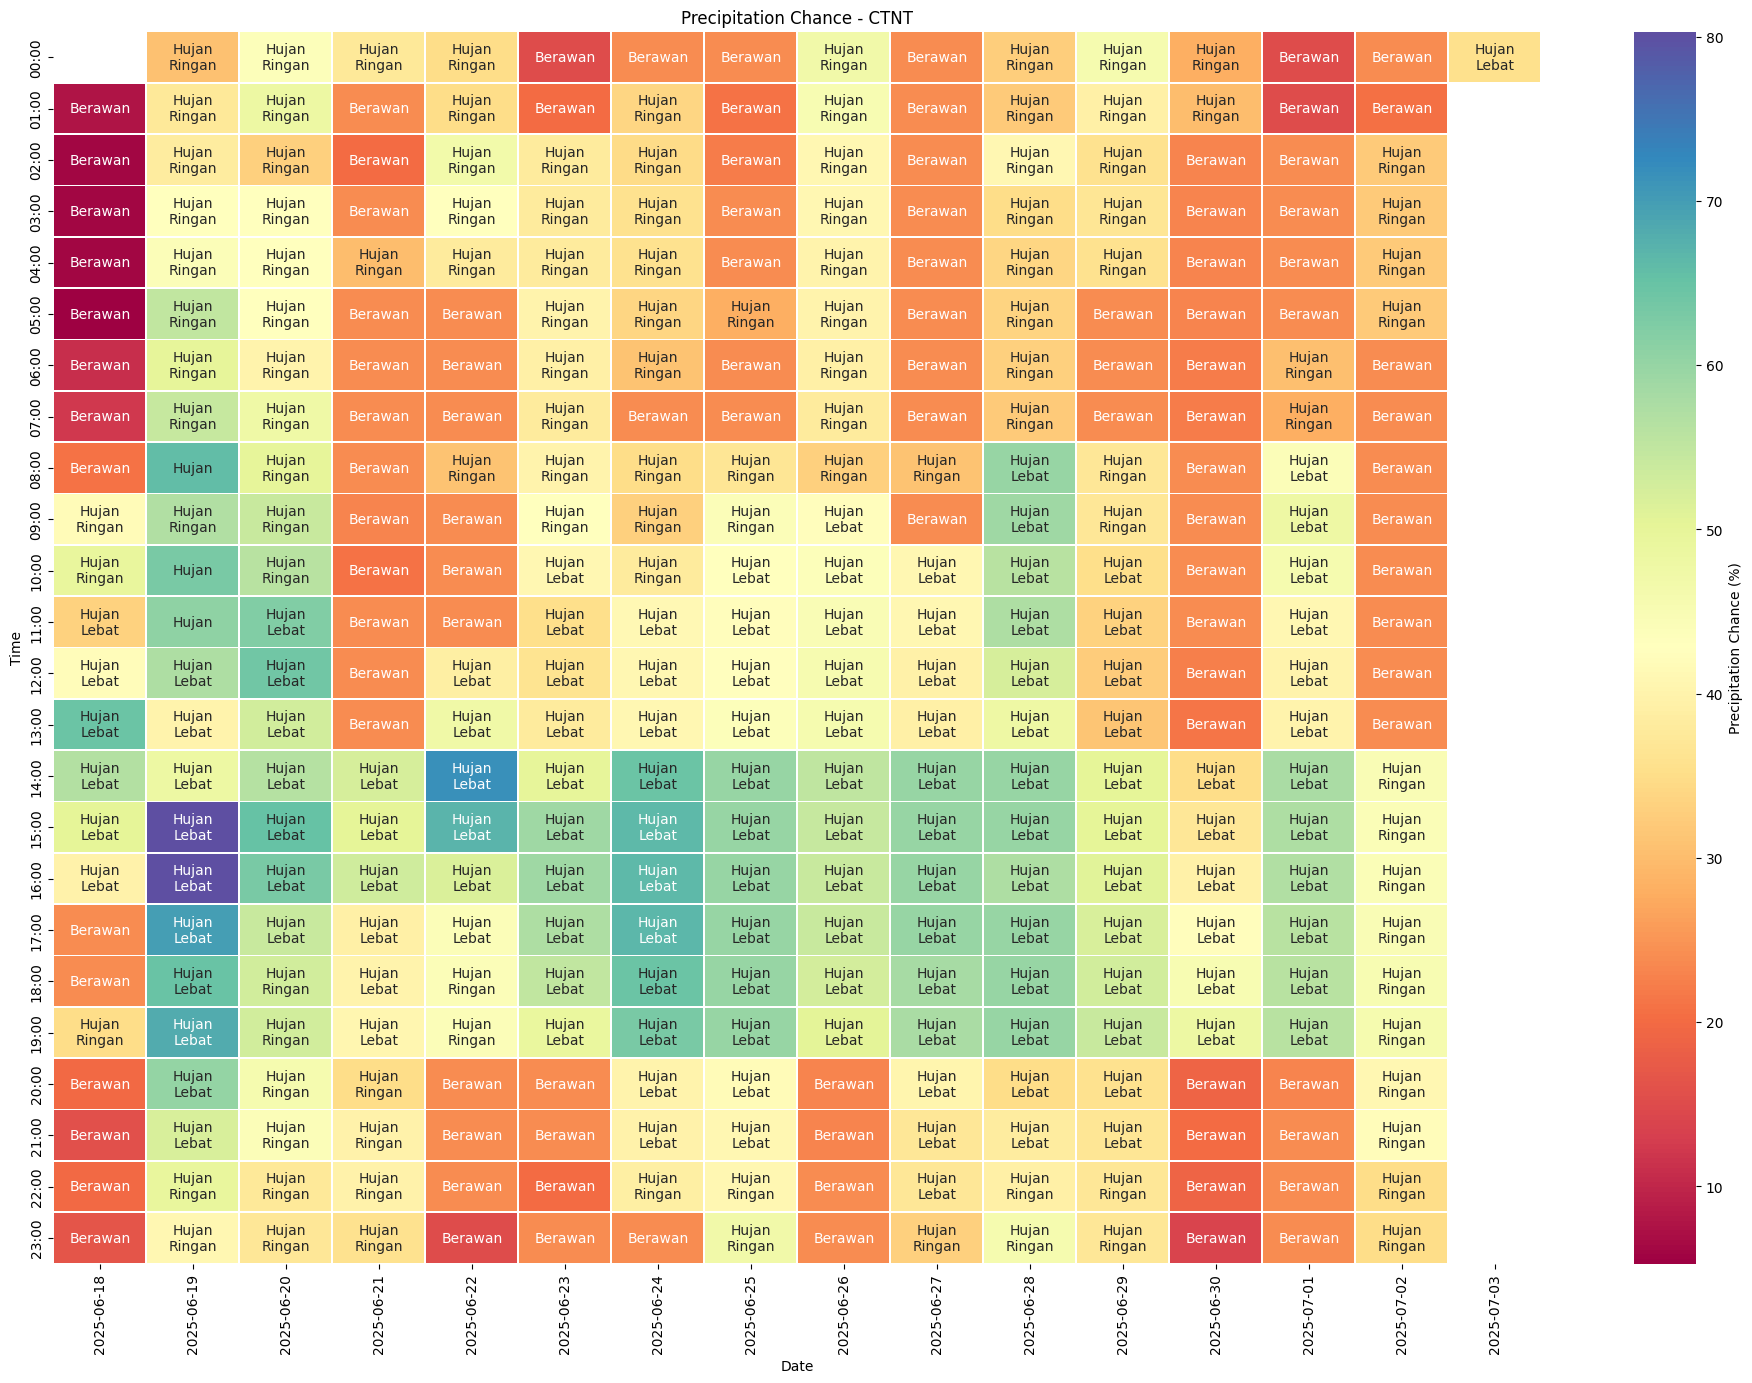 Precipitation Chance - CTNT
00:00 Hujan Ringan Hujan Ringan Hujan Ringan Hujan Ringan Berawan Berawan Berawan Hujan Ringan Berawan Hujan Ringan Hujan Ringan Hujan Ringan Berawan Berawan Hujan Lebat
01:00 Berawan Hujan Ringan Hujan Ringan Berawan Hujan Ringan Berawan Hujan Ringan Berawan Hujan Ringan Berawan Hujan Ringan Hujan Ringan Hujan Ringan Berawan Berawan
02:00 Berawan Hujan Ringan Hujan Ringan Berawan Hujan Ringan Hujan Ringan Hujan Ringan Berawan Hujan Ringan Berawan Hujan Ringan Hujan Ringan Berawan Berawan Hujan Ringan
03:00 Berawan Hujan Ringan Hujan Ringan Berawan Hujan Ringan Hujan Ringan Hujan Ringan Berawan Hujan Ringan Berawan Hujan Ringan Hujan Ringan Berawan Berawan Hujan Ringan
04:00 Berawan Hujan Ringan Hujan Ringan Hujan Ringan Hujan Ringan Hujan Ringan Hujan Ringan Berawan Hujan Ringan Berawan Hujan Ringan Hujan Ringan Berawan Berawan Hujan Ringan
05:00 Berawan Hujan Ringan Hujan Ringan Berawan Berawan Hujan Ringan Hujan Ringan Hujan Ringan Hujan Ringan Berawan Hujan Ringan Berawan Berawan Berawan Hujan Ringan
06:00 Berawan Hujan Ringan Hujan Ringan Berawan Berawan Hujan Ringan Hujan Ringan Berawan Hujan Ringan Berawan Hujan Ringan Berawan Berawan Hujan Ringan Berawan
07:00 Berawan Hujan Ringan Hujan Ringan Berawan Berawan Hujan Ringan Berawan Berawan Hujan Ringan Berawan Hujan Ringan Berawan Berawan Hujan Ringan Berawan
08:00 Berawan Hujan Hujan Ringan Berawan Hujan Ringan Hujan Ringan Hujan Ringan Hujan Ringan Hujan Ringan Hujan Ringan Hujan Lebat Hujan Ringan Berawan Hujan Lebat Berawan
09:00 Hujan Ringan Hujan Ringan Hujan Ringan Berawan Berawan Hujan Ringan Hujan Ringan Hujan Ringan Hujan Lebat Berawan Hujan Lebat Hujan Ringan Berawan Hujan Lebat Berawan
10:00 Hujan Ringan Hujan Hujan Ringan Berawan Berawan Hujan Lebat Hujan Ringan Hujan Lebat Hujan Lebat Hujan Lebat Hujan Lebat Hujan Lebat Berawan Hujan Lebat Berawan
11:00 Hujan Lebat Hujan Hujan Lebat Berawan Berawan Hujan Lebat Hujan Lebat Hujan Lebat Hujan Lebat Hujan Lebat Hujan Lebat Hujan Lebat Berawan Hujan Lebat Berawan
12:00 Hujan Lebat Hujan Lebat Hujan Lebat Berawan Hujan Lebat Hujan Lebat Hujan Lebat Hujan Lebat Hujan Lebat Hujan Lebat Hujan Lebat Hujan Lebat Berawan Hujan Lebat Berawan
13:00 Hujan Lebat Hujan Lebat Hujan Lebat Berawan Hujan Lebat Hujan Lebat Hujan Lebat Hujan Lebat Hujan Lebat Hujan Lebat Hujan Lebat Hujan Lebat Berawan Hujan Lebat Berawan
14:00 Hujan Lebat Hujan Lebat Hujan Lebat Hujan Lebat Hujan Lebat Hujan Lebat Hujan Lebat Hujan Lebat Hujan Lebat Hujan Lebat Hujan Lebat Hujan Lebat Hujan Lebat Hujan Lebat Hujan Ringan
15:00 Hujan Lebat Hujan Lebat Hujan Lebat Hujan Lebat Hujan Lebat Hujan Lebat Hujan Lebat Hujan Lebat Hujan Lebat Hujan Lebat Hujan Lebat Hujan Lebat Hujan Lebat Hujan Lebat Hujan Ringan
16:00 Hujan Lebat Hujan Lebat Hujan Lebat Hujan Lebat Hujan Lebat Hujan Lebat Hujan Lebat Hujan Lebat Hujan Lebat Hujan Lebat Hujan Lebat Hujan Lebat Hujan Lebat Hujan Lebat Hujan Ringan
17:00 Berawan Hujan Lebat Hujan Lebat Hujan Lebat Hujan Lebat Hujan Lebat Hujan Lebat Hujan Lebat Hujan Lebat Hujan Lebat Hujan Lebat Hujan Lebat Hujan Lebat Hujan Lebat Hujan Ringan
18:00 Berawan Hujan Lebat Hujan Ringan Hujan Lebat Hujan Ringan Hujan Lebat Hujan Lebat Hujan Lebat Hujan Lebat Hujan Lebat Hujan Lebat Hujan Lebat Hujan Lebat Hujan Lebat Hujan Ringan
19:00 Hujan Ringan Hujan Lebat Hujan Ringan Hujan Lebat Hujan Ringan Hujan Lebat Hujan Lebat Hujan Lebat Hujan Lebat Hujan Lebat Hujan Lebat Hujan Lebat Hujan Lebat Hujan Lebat Hujan Ringan
20:00 Berawan Hujan Lebat Hujan Ringan Hujan Ringan Berawan Berawan Hujan Lebat Hujan Lebat Berawan Hujan Lebat Hujan Lebat Hujan Lebat Berawan Berawan Hujan Ringan
21:00 Berawan Hujan Lebat Hujan Ringan Hujan Ringan Berawan Berawan Hujan Lebat Hujan Lebat Berawan Hujan Lebat Hujan Lebat Hujan Lebat Berawan Berawan Hujan Ringan
22:00 Berawan Hujan Ringan Hujan Ringan Hujan Ringan Berawan Berawan Hujan Ringan Hujan Ringan Berawan Hujan Lebat Hujan Ringan Hujan Ringan Berawan Berawan Hujan Ringan
23:00 Berawan Hujan Ringan Hujan Ringan Hujan Ringan Berawan Berawan Berawan Hujan Ringan Berawan Hujan Ringan Hujan Ringan Hujan Ringan Berawan Berawan Hujan Ringan
Time
2025-06-18 2025-06-19 2025-06-20 2025-06-21 2025-06-22 2025-06-23 2025-06-24 2025-06-25 2025-06-26 2025-06-27 2025-06-28 2025-06-29 2025-06-30 2025-07-01 2025-07-02 2025-07-03
Date
80
70
60
50
40
30
20
10
Precipitation Chance (%)